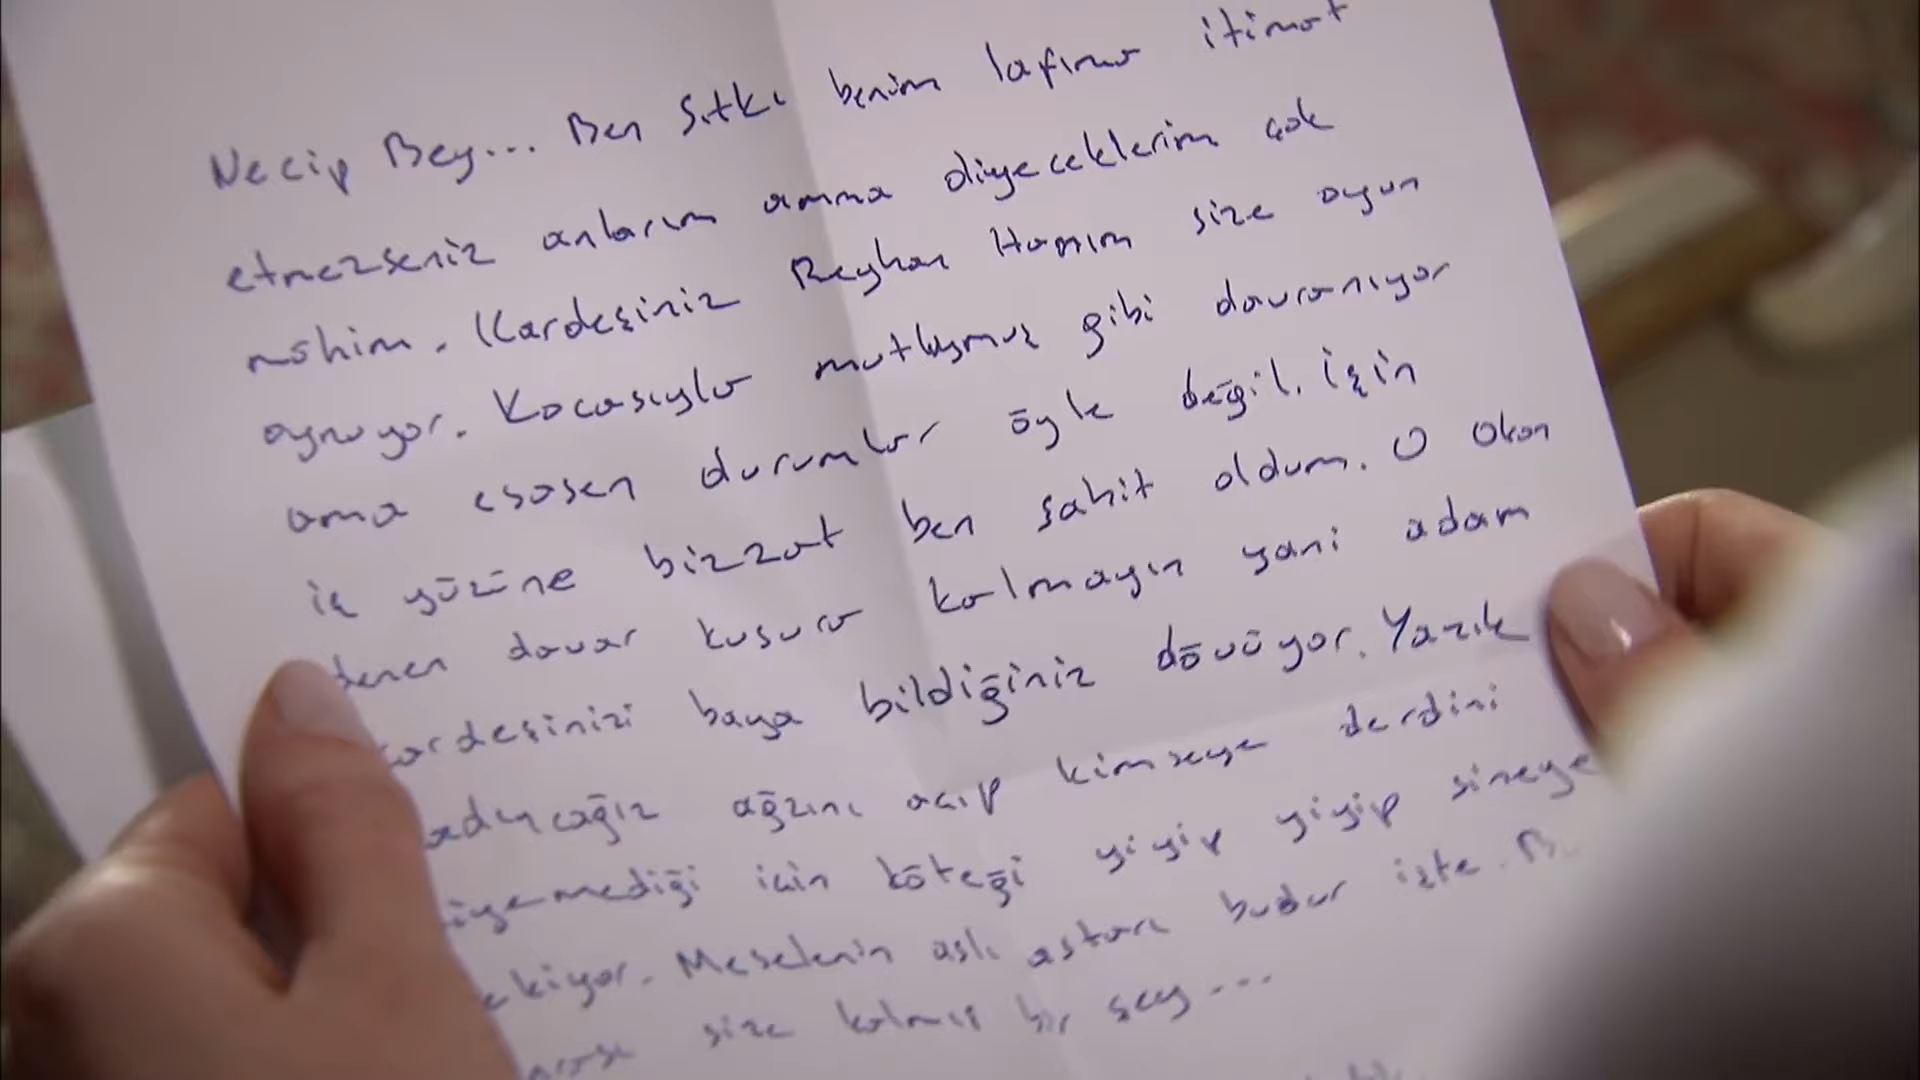 Necip Bey... Ben Sıtkı benim lafıma itimat
etmezseniz anlarım amma diyeceklerim çok
mühim. Kardeşiniz Reyhan Hanım size oyun
oynuyor. Kocasıyla mutluymuş gibi davranıyor
ama esasen durumlar öyle değil. İşin
iç yüzüne bizzat ben şahit oldum. O Okan
denen davar kusura kalmayın yani adam
kardeşinizi baya bildiğiniz dövüyor. Yazık
kadıncağız ağzını açıp kimseye derdini
diyemediği için köteği yiyip yiyip sineye
çekiyor. Meselenin aslı astarı budur işte.
size kalmış bir şey...